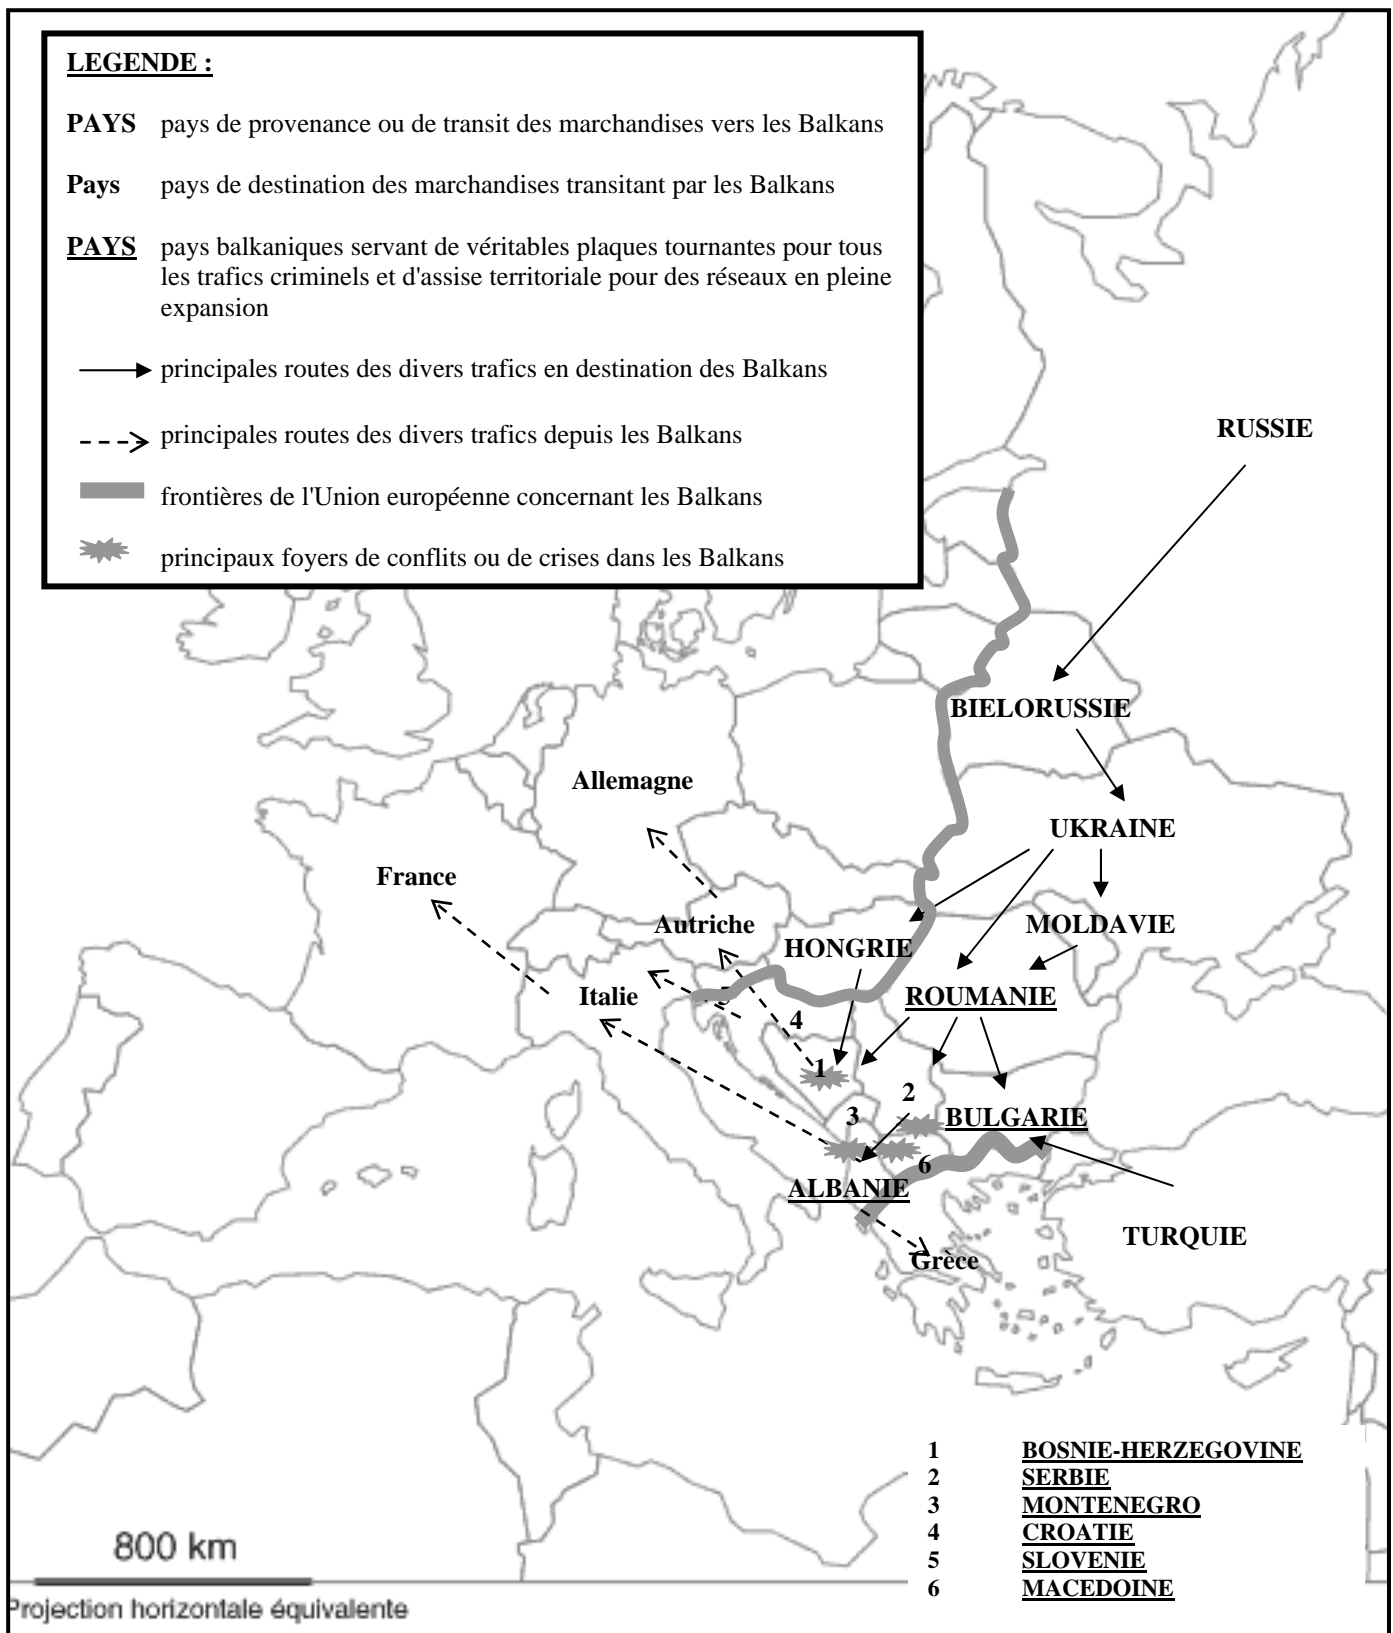 LEGENDE :
PAYS pays de provenance ou de transit des marchandises vers les Balkans
Pays pays de destination des marchandises transitant par les Balkans
PAYS pays balkaniques servant de véritables plaques tournantes pour tous
les trafics criminels et d'assise territoriale pour des réseaux en pleine
expansion
principales routes des divers trafics en destination des Balkans
principales routes des divers trafics depuis les Balkans
frontières de l'Union européenne concernant les Balkans
principaux foyers de conflits ou de crises dans les Balkans
RUSSIE
BIELORUSSIE
Allemagne
UKRAINE
France
Autriche
MOLDAVIE
HONGRIE
Italie
5
ROUMANIE
4
1
2
3
BULGARIE
6
ALBANIE
TURQUIE
Grèce
1 BOSNIE-HERZEGOVINE
2 SERBIE
3 MONTENEGRO
4 CROATIE
5 SLOVENIE
6 MACEDOINE
800 km
Projection horizontale équivalente